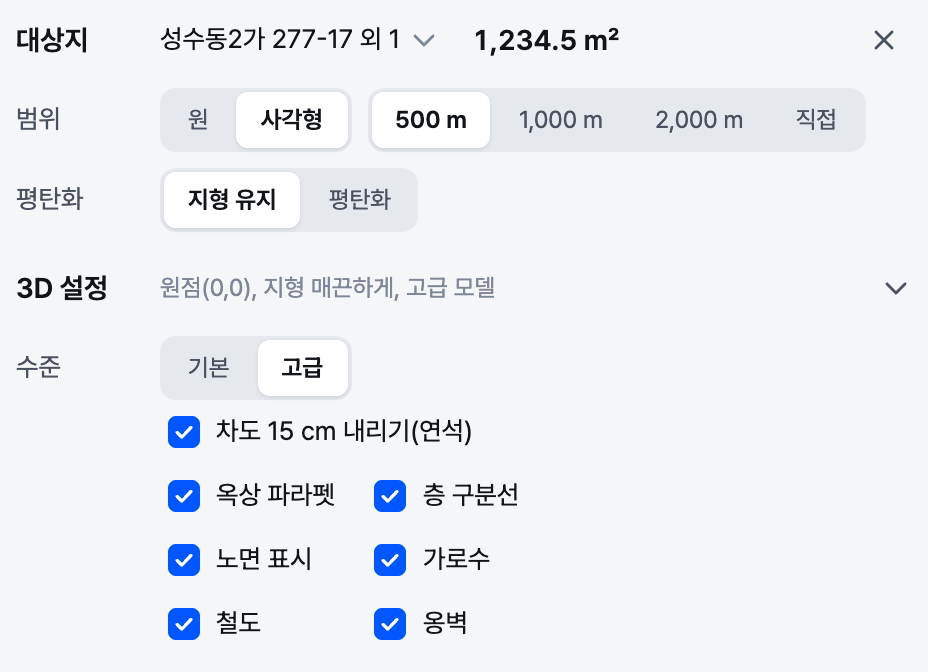 대상지 성수동2가 277-17 외 1 1,234.5 m²
범위 원 사각형 500 m 1,000 m 2,000 m 직접
평탄화 지형 유지 평탄화
3D 설정 원점(0,0), 지형 매끈하게, 고급 모델
수준 기본 고급
차도 15 cm 내리기(연석)
옥상 파라펫 층 구분선
노면 표시 가로수
철도 옹벽